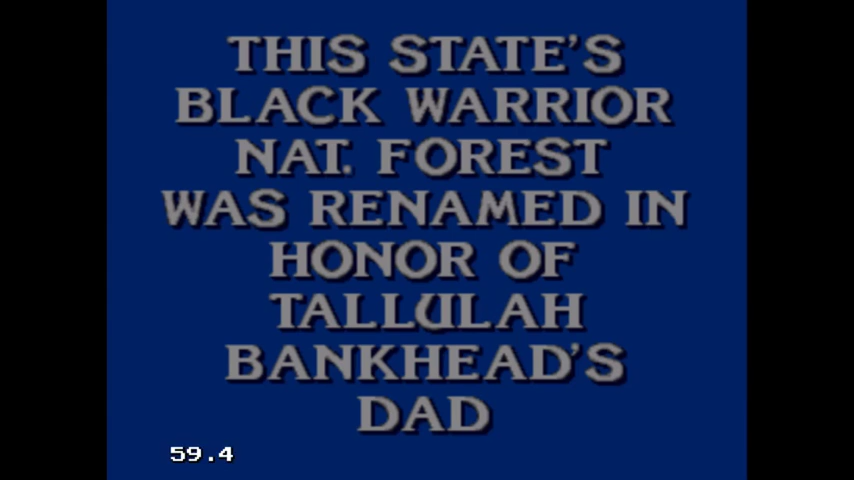 THIS STATE'S
BLACK WARRIOR
NAT. FOREST
WAS RENAMED IN
HONOR OF
TALLULAH
BANKHEAD'S
DAD
59.4